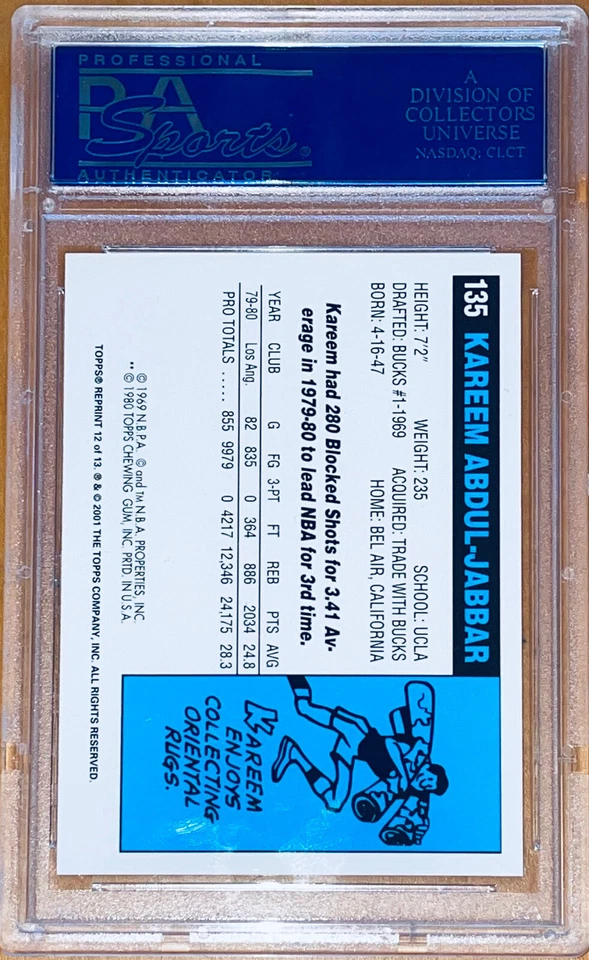 PROFESSIONAL
PSA
Sports®
AUTHENTICATOR
A
DIVISION OF
COLLECTORS
UNIVERSE
NASDAQ: CLCT
135 KAREEM ABDUL-JABBAR
HEIGHT: 7'2" WEIGHT: 235 SCHOOL: UCLA
DRAFTED: BUCKS #1-1969 ACQUIRED: TRADE WITH BUCKS
BORN: 4-16-47 HOME: BEL AIR, CALIFORNIA
Kareem had 280 Blocked Shots for 3.41 Av-
erage in 1979-80 to lead NBA for 3rd time.
YEAR CLUB G FG 3-PT FT REB PTS AVG
79-80 Los Ang. 82 835 0 364 886 2034 24.8
PRO TOTALS ..... 855 9979 0 4217 12,346 24,175 28.3
KAREEM
ENJOYS
COLLECTING
ORIENTAL
RUGS.
© 1969 N.B.P.A. © and TM N.B.A. PROPERTIES, INC.
** © 1980 TOPPS CHEWING GUM, INC. PRTD. IN U.S.A.
TOPPS® REPRINT 12 of 13. ® & © 2001 THE TOPPS COMPANY, INC. ALL RIGHTS RESERVED.